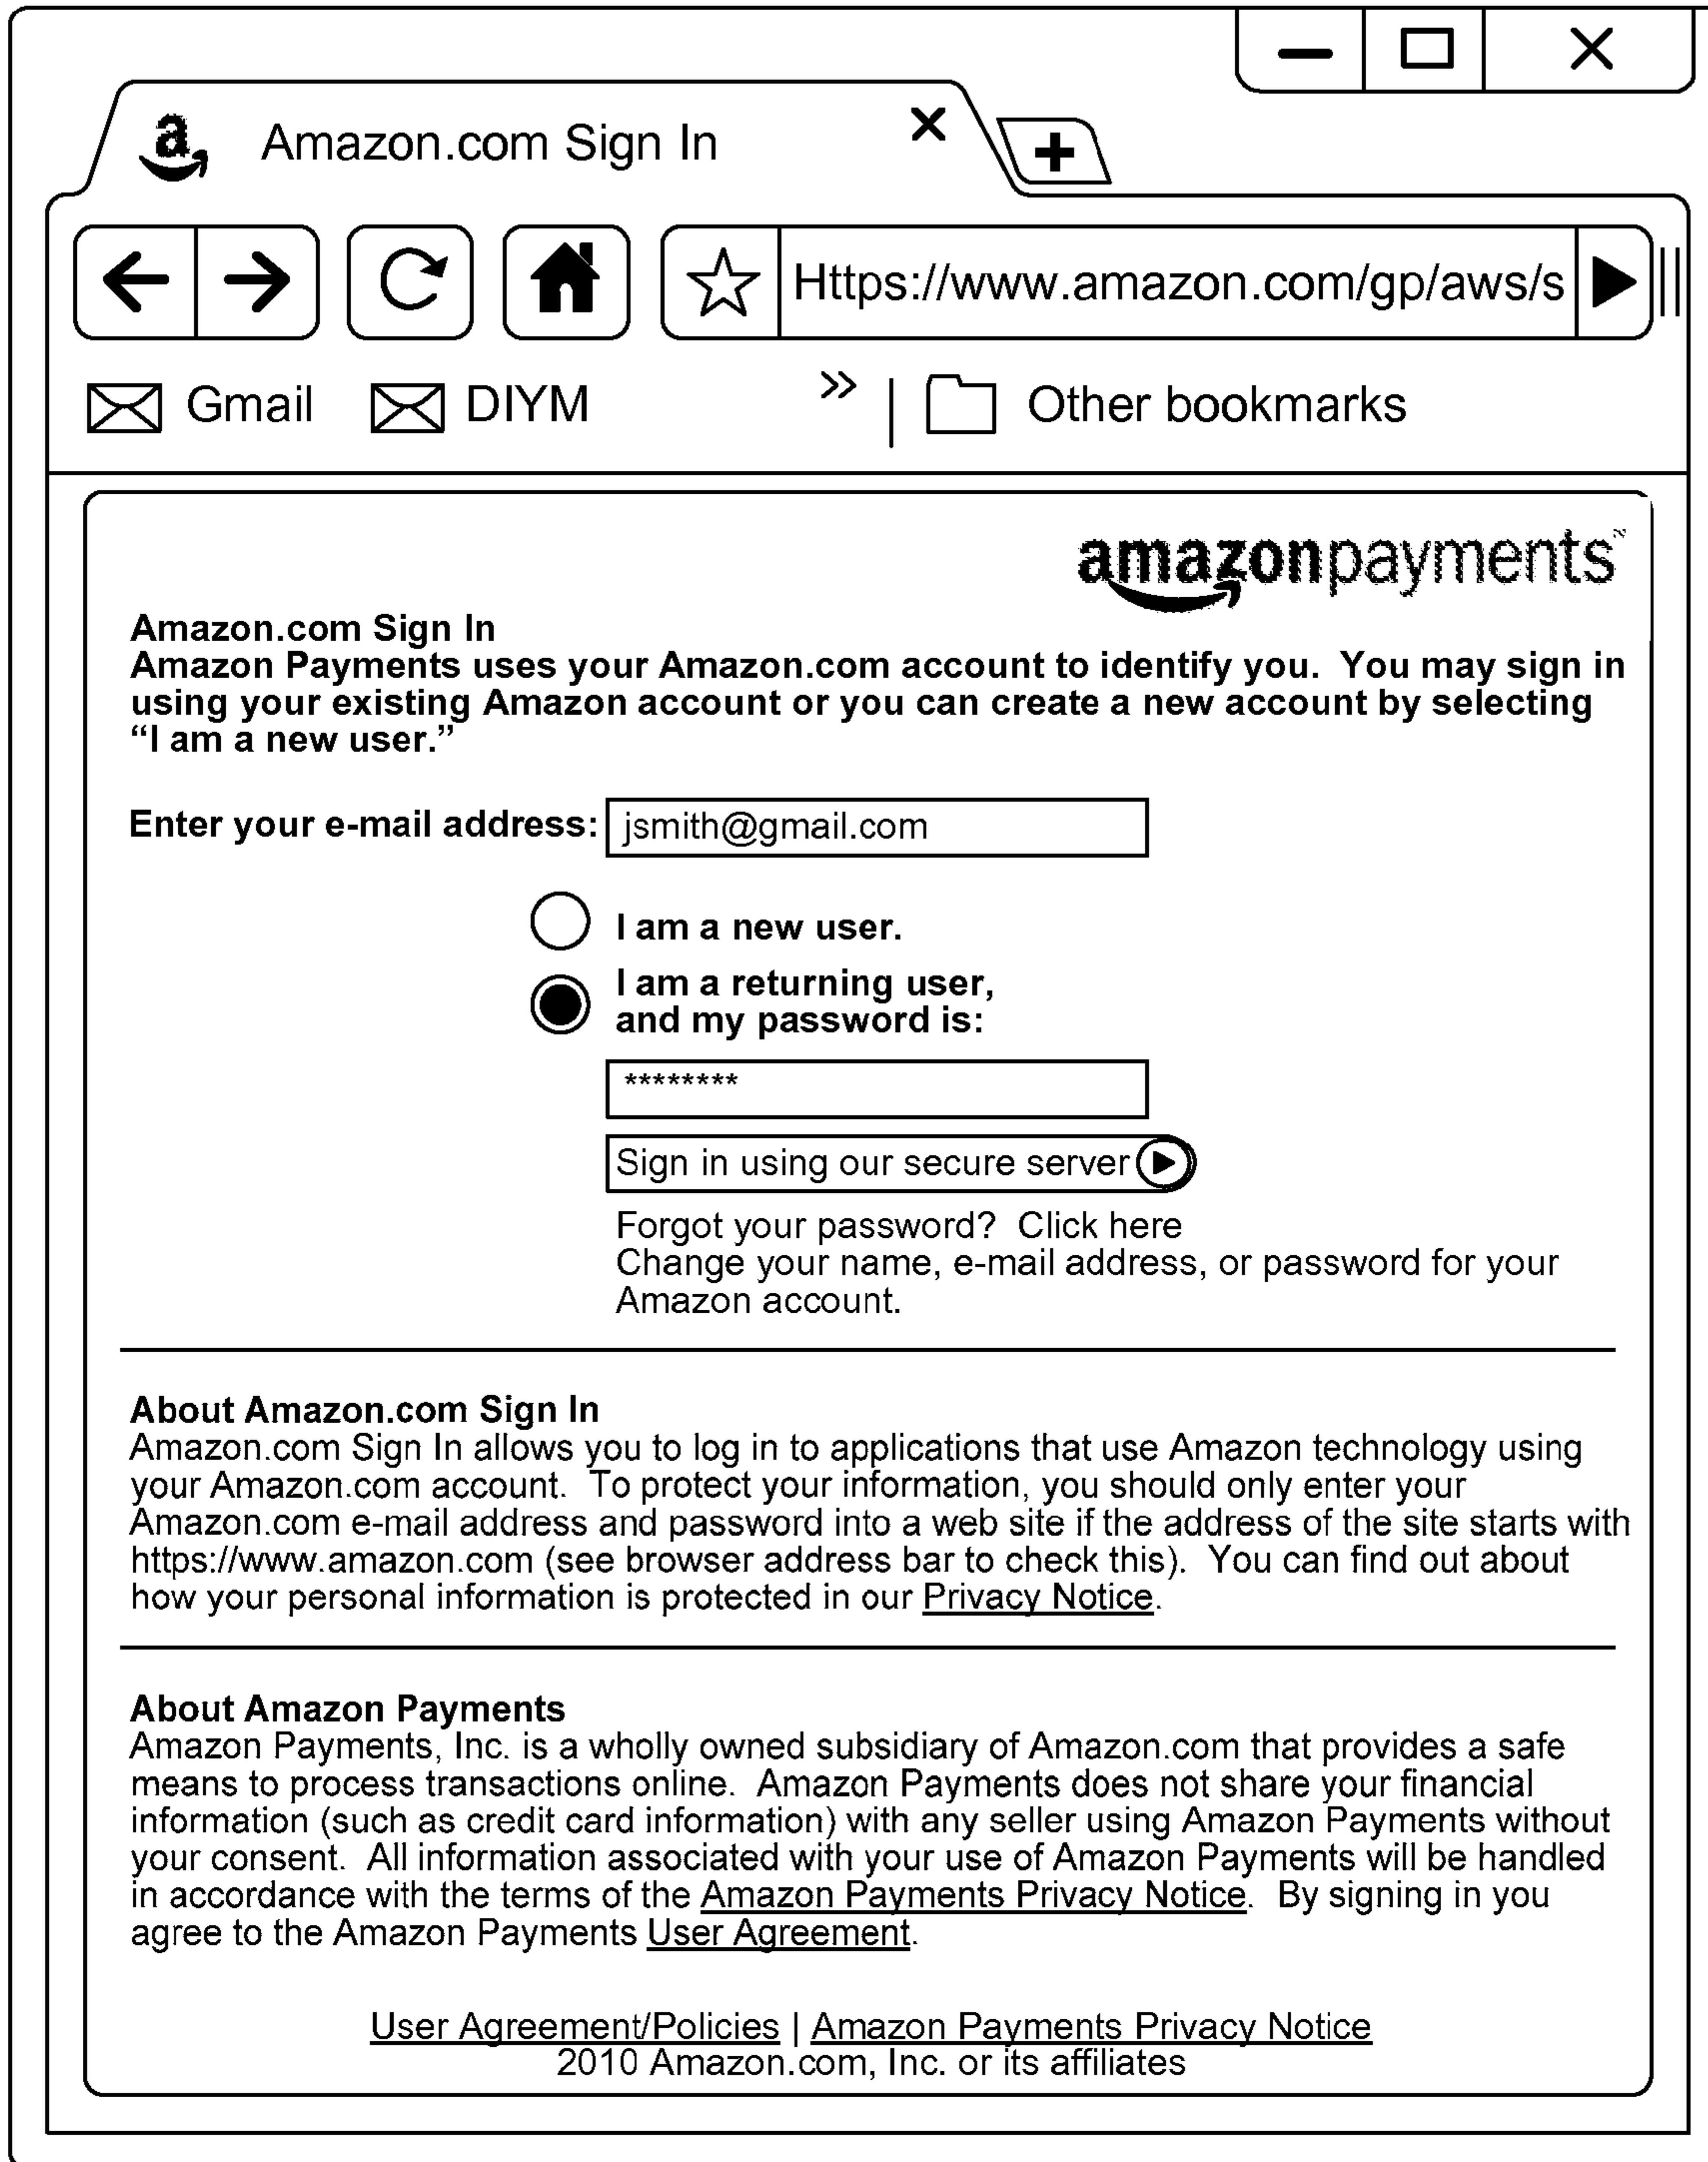 Amazon.com Sign In
Https://www.amazon.com/gp/aws/s
Gmail DIYM » Other bookmarks
amazonpayments
Amazon.com Sign In
Amazon Payments uses your Amazon.com account to identify you. You may sign in
using your existing Amazon account or you can create a new account by selecting
“I am a new user.”
Enter your e-mail address: jsmith@gmail.com
I am a new user.
I am a returning user,
and my password is:
********
Sign in using our secure server
Forgot your password? Click here
Change your name, e-mail address, or password for your
Amazon account.
About Amazon.com Sign In
Amazon.com Sign In allows you to log in to applications that use Amazon technology using
your Amazon.com account. To protect your information, you should only enter your
Amazon.com e-mail address and password into a web site if the address of the site starts with
https://www.amazon.com (see browser address bar to check this). You can find out about
how your personal information is protected in our Privacy Notice.
About Amazon Payments
Amazon Payments, Inc. is a wholly owned subsidiary of Amazon.com that provides a safe
means to process transactions online. Amazon Payments does not share your financial
information (such as credit card information) with any seller using Amazon Payments without
your consent. All information associated with your use of Amazon Payments will be handled
in accordance with the terms of the Amazon Payments Privacy Notice. By signing in you
agree to the Amazon Payments User Agreement.
User Agreement/Policies | Amazon Payments Privacy Notice
2010 Amazon.com, Inc. or its affiliates